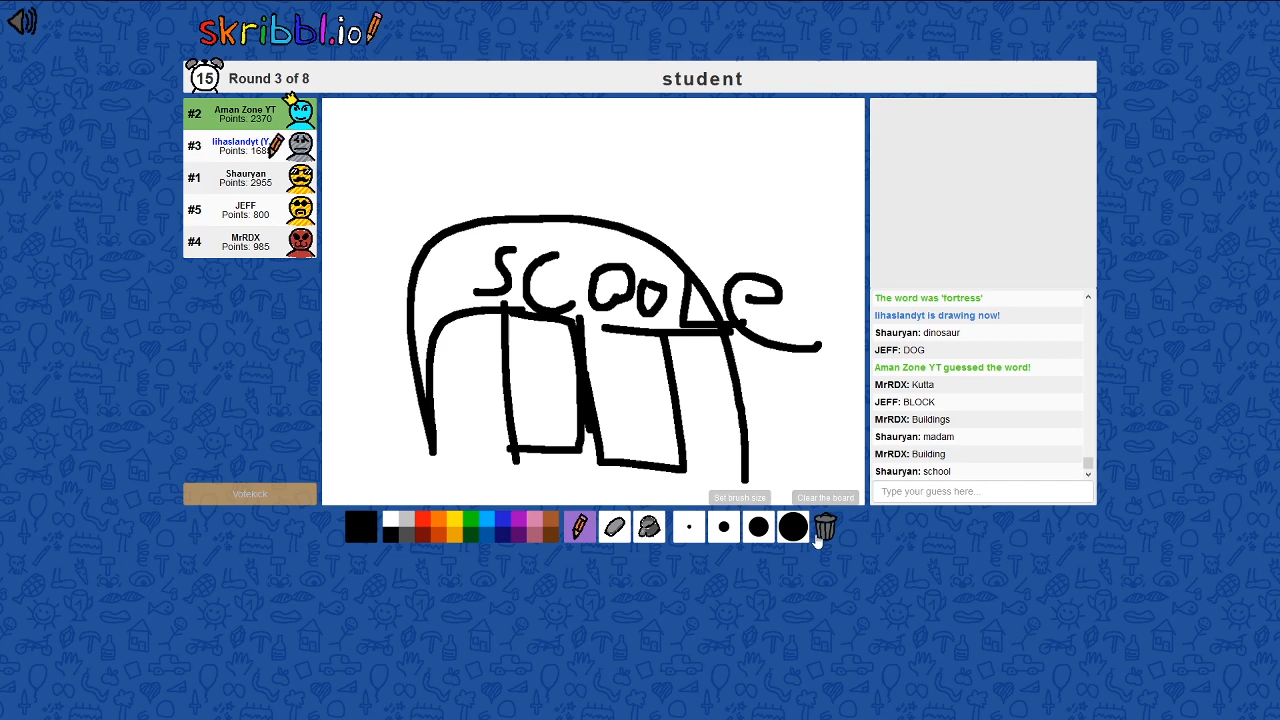 skribbl.io
15 Round 3 of 8 student
#2 Aman Zone YT
Points: 2370
#3 lihaslandyt (Y
Points: 168
#1 Shauryan
Points: 2955
#5 JEFF
Points: 800
#4 MrRDX
Points: 985
Votekick
scoole
The word was 'fortress'
lihaslandyt is drawing now!
Shauryan: dinosaur
JEFF: DOG
Aman Zone YT guessed the word!
MrRDX: Kutta
JEFF: BLOCK
MrRDX: Buildings
Shauryan: madam
MrRDX: Building
Shauryan: school
Type your guess here...
Set brush size
Clear the board